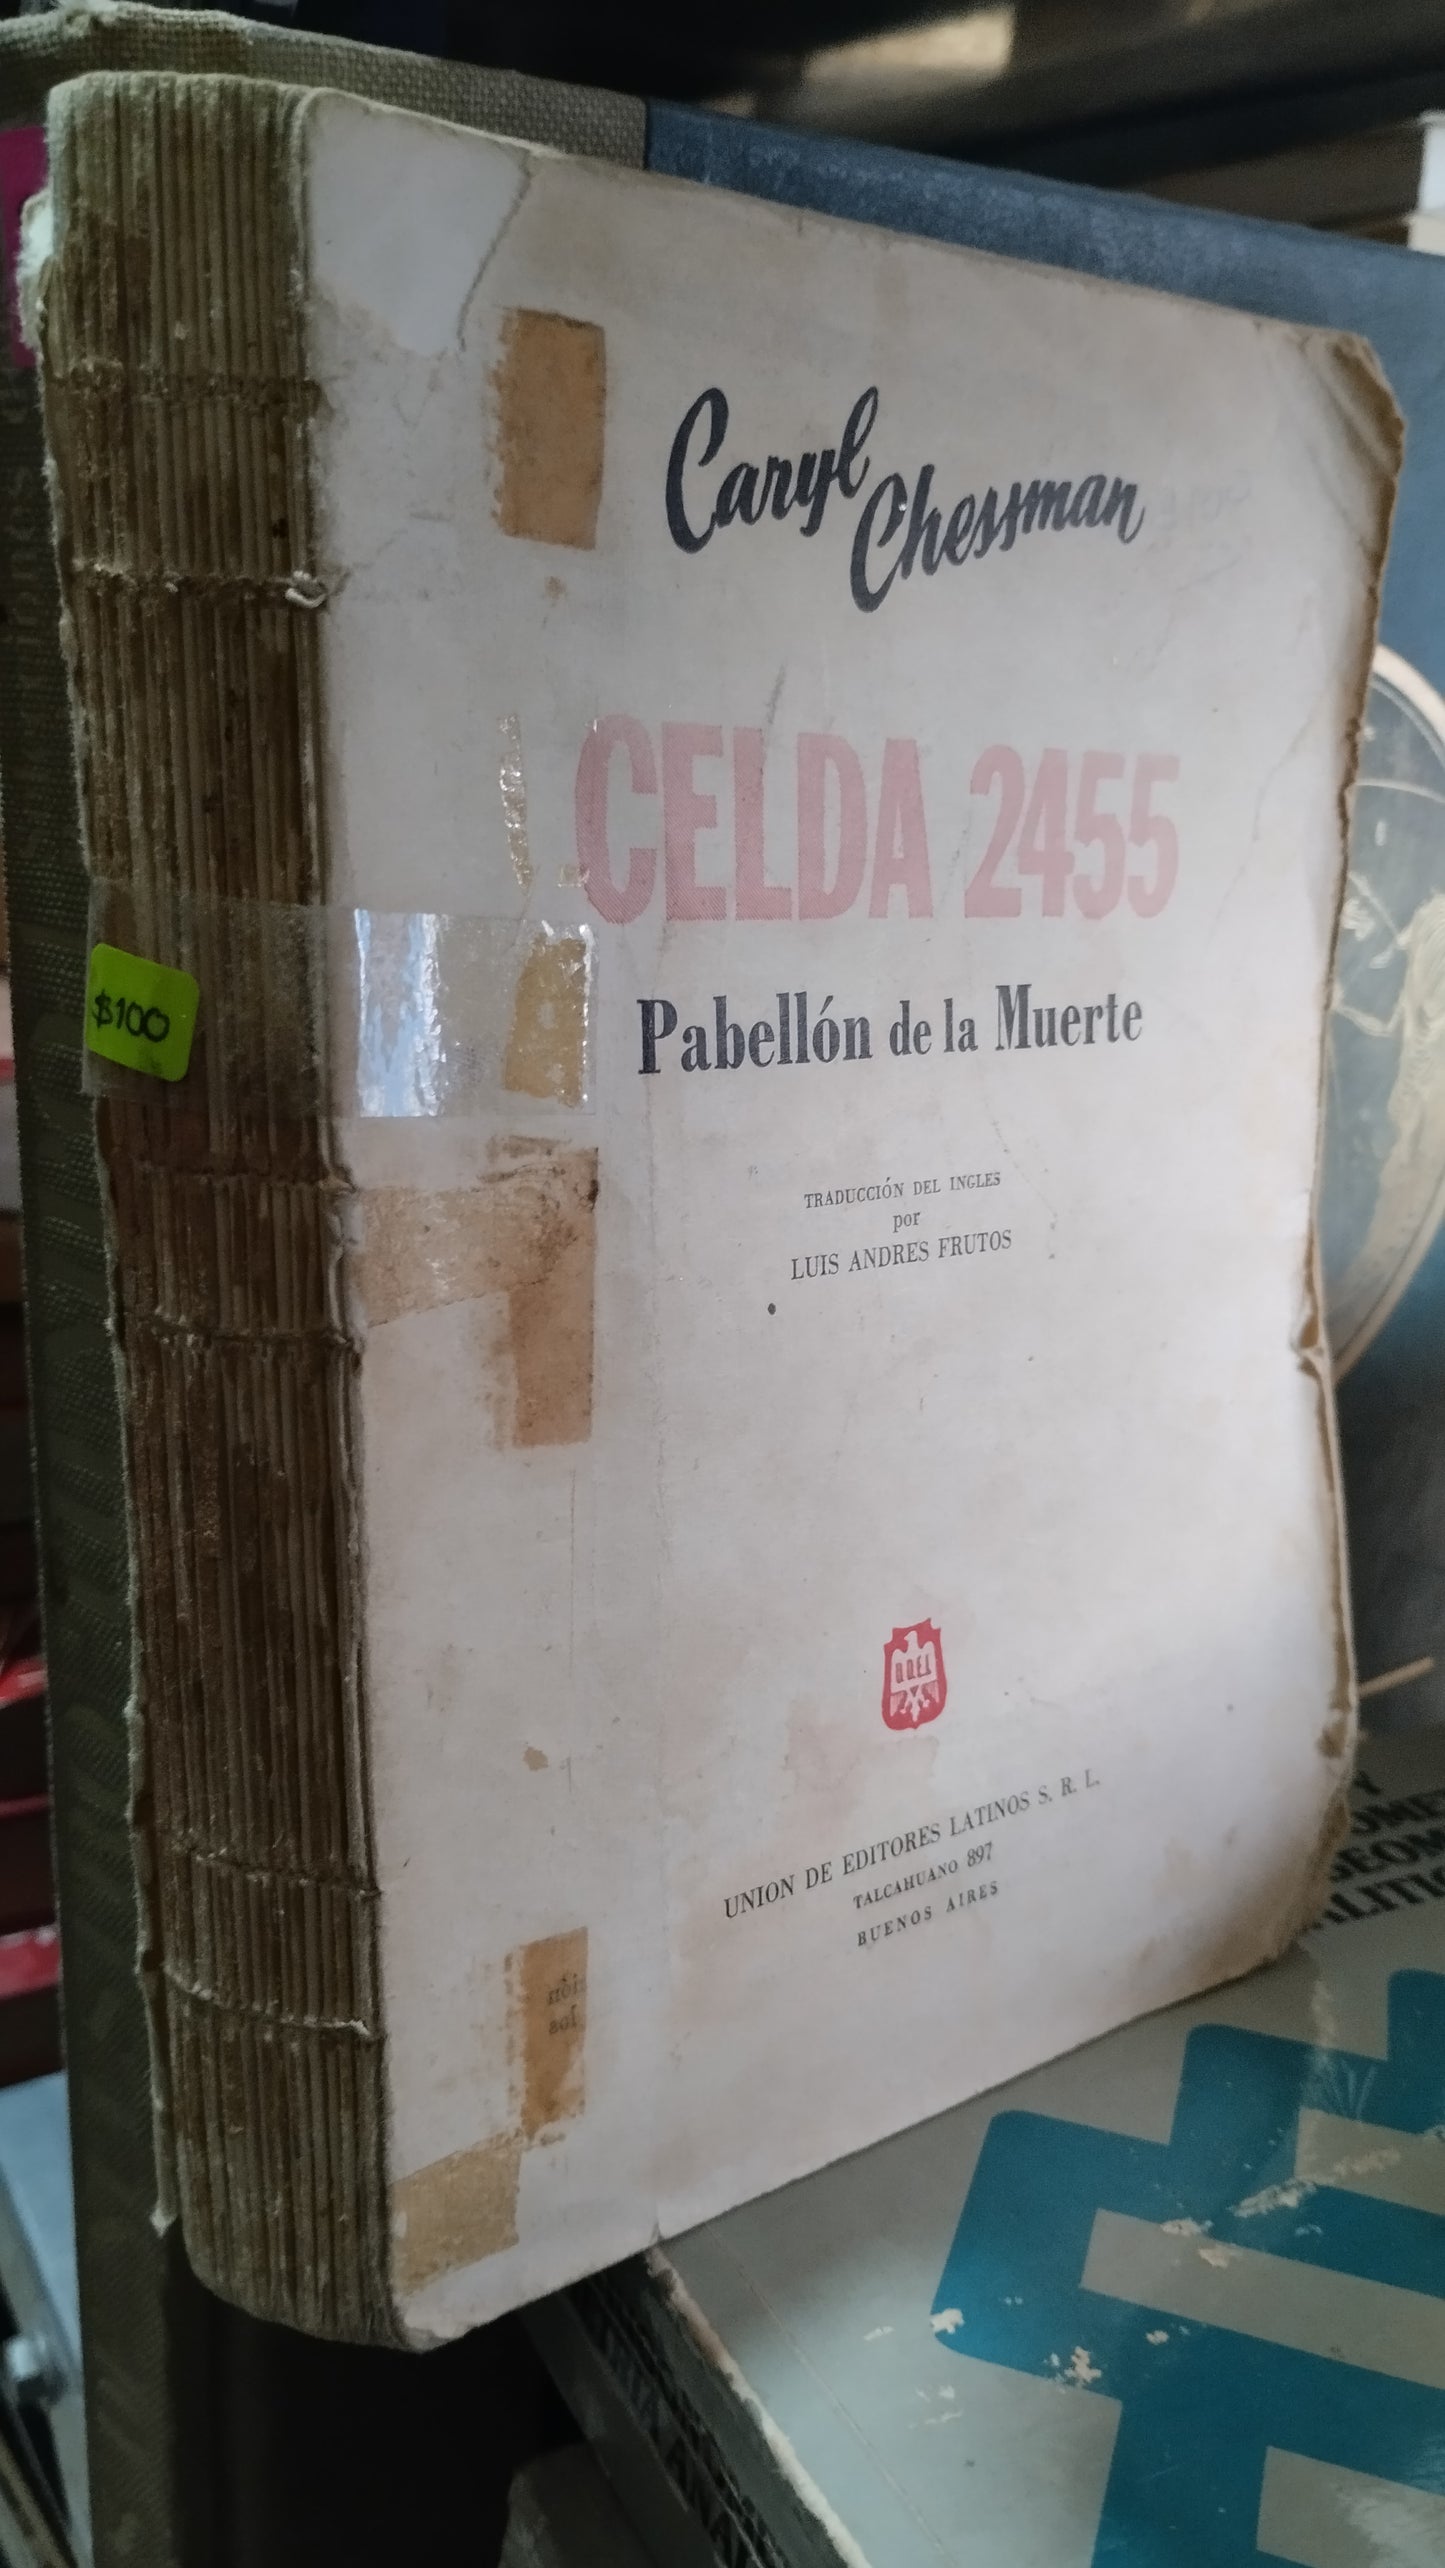 Caryl
Chessman
CELDA 2455
Pabellón de la Muerte
$100
TRADUCCIÓN DEL INGLES
por
LUIS ANDRES FRUTOS
UNION DE EDITORES LATINOS S. R. L.
TALCAHUANO 897
BUENOS AIRES
Y